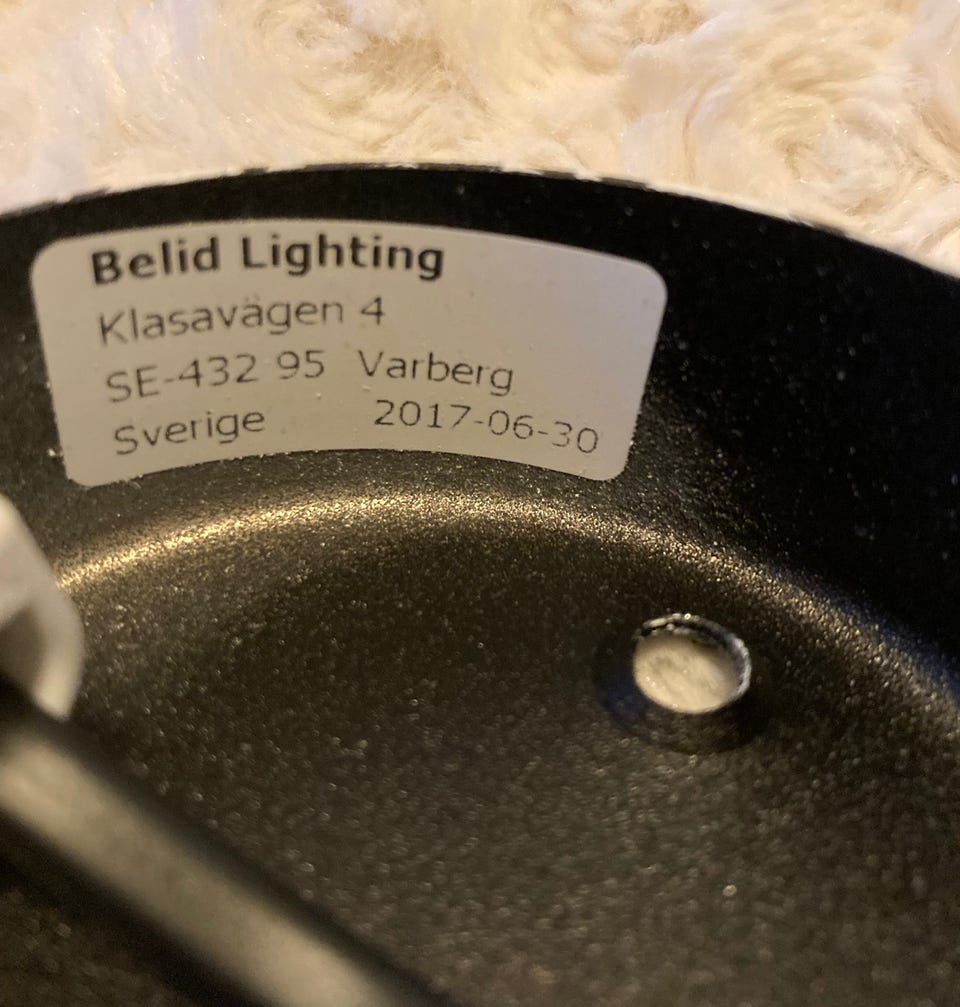 Belid Lighting
Klasavägen 4
SE-432 95 Varberg
Sverige 2017-06-30